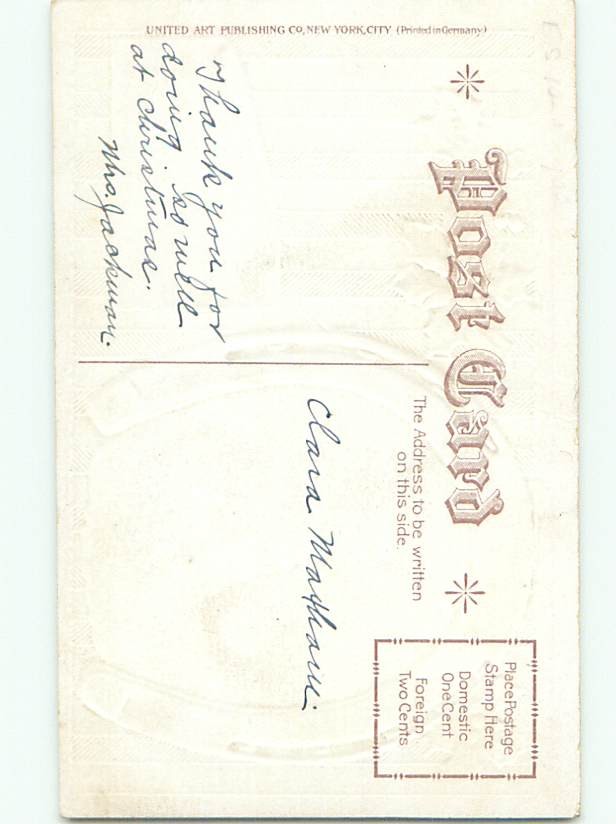 UNITED ART PUBLISHING CO, NEW YORK, CITY (Printed in Germany)
Post Card
The Address to be written
on this side.
Place Postage
Stamp Here
Domestic
One Cent
Foreign
Two Cents
Thank you for
doing so well
at Christmas.
Mrs. Jackman.
Clara